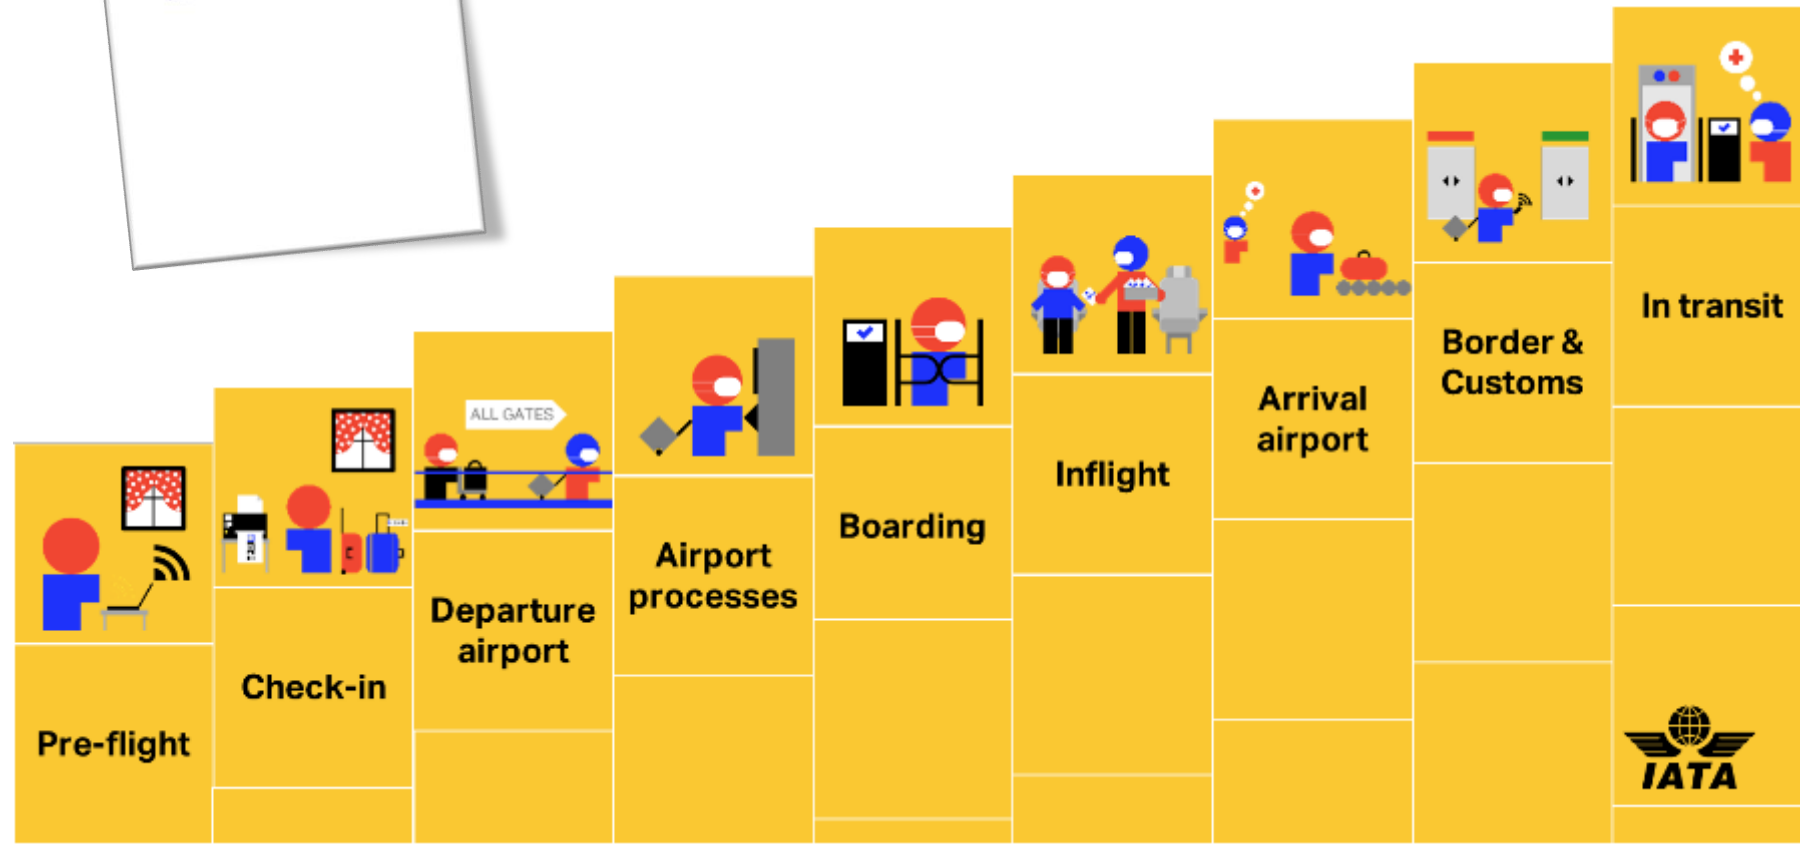 Pre-flight
Check-in
ALL GATES
Departure
airport
Airport
processes
Boarding
Inflight
Arrival
airport
Border &
Customs
In transit
IATA